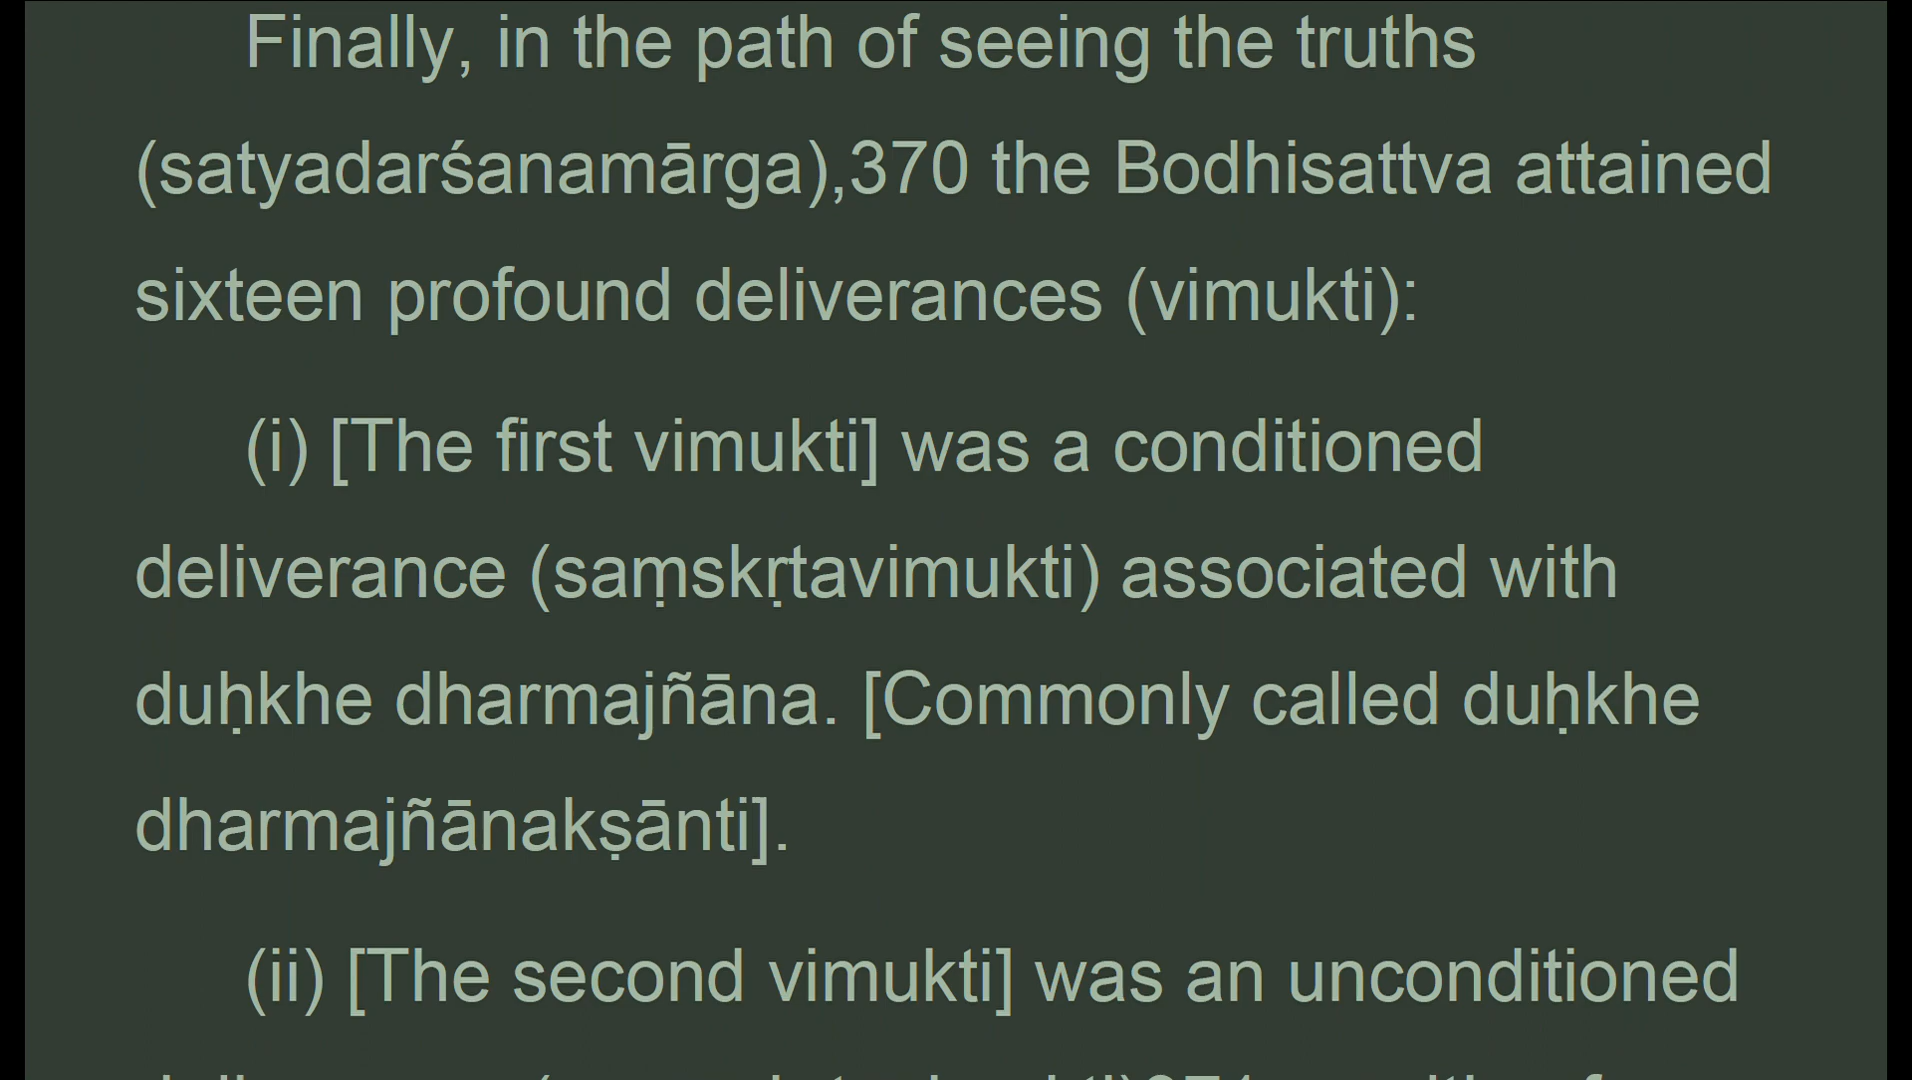 Finally, in the path of seeing the truths
(satyadarśanamārga),370 the Bodhisattva attained
sixteen profound deliverances (vimukti):
(i) [The first vimukti] was a conditioned
deliverance (saṃskṛtavimukti) associated with
duḥkhe dharmajñāna. [Commonly called duḥkhe
dharmajñānakṣānti].
(ii) [The second vimukti] was an unconditioned